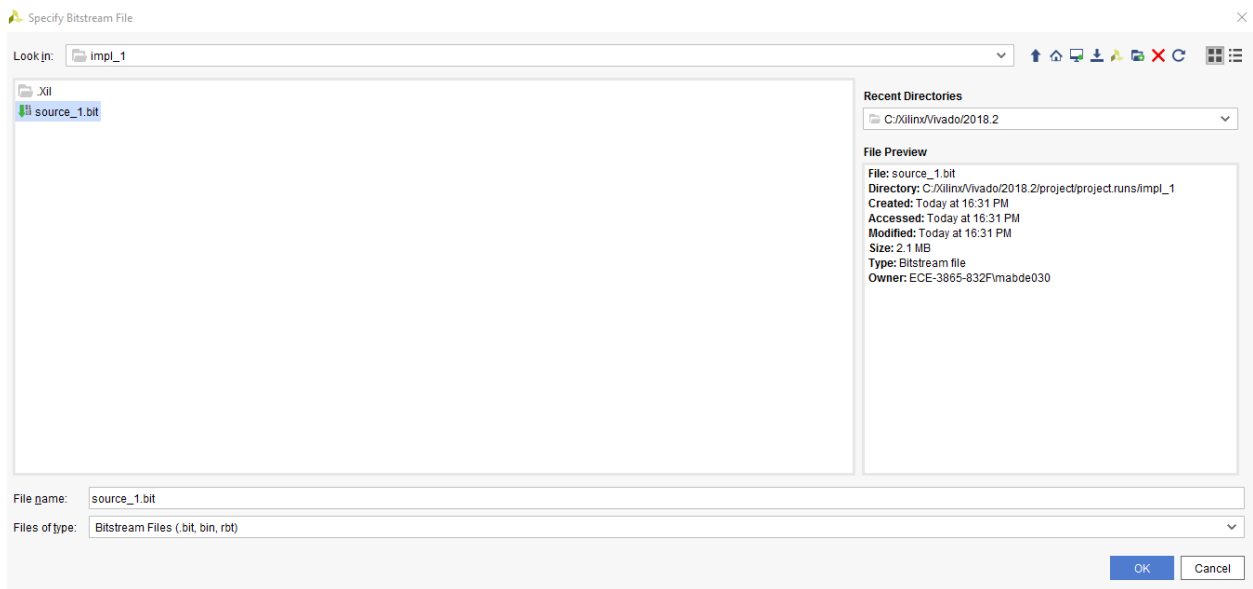 Specify Bitstream File
Look in: impl_1
.Xil
source_1.bit
Recent Directories
C:/Xilinx/Vivado/2018.2
File Preview
File: source_1.bit
Directory: C:/Xilinx/Vivado/2018.2/project/project.runs/impl_1
Created: Today at 16:31 PM
Accessed: Today at 16:31 PM
Modified: Today at 16:31 PM
Size: 2.1 MB
Type: Bitstream file
Owner: ECE-3865-832F\mabde030
File name: source_1.bit
Files of type: Bitstream Files (.bit, bin, rbt)
OK Cancel